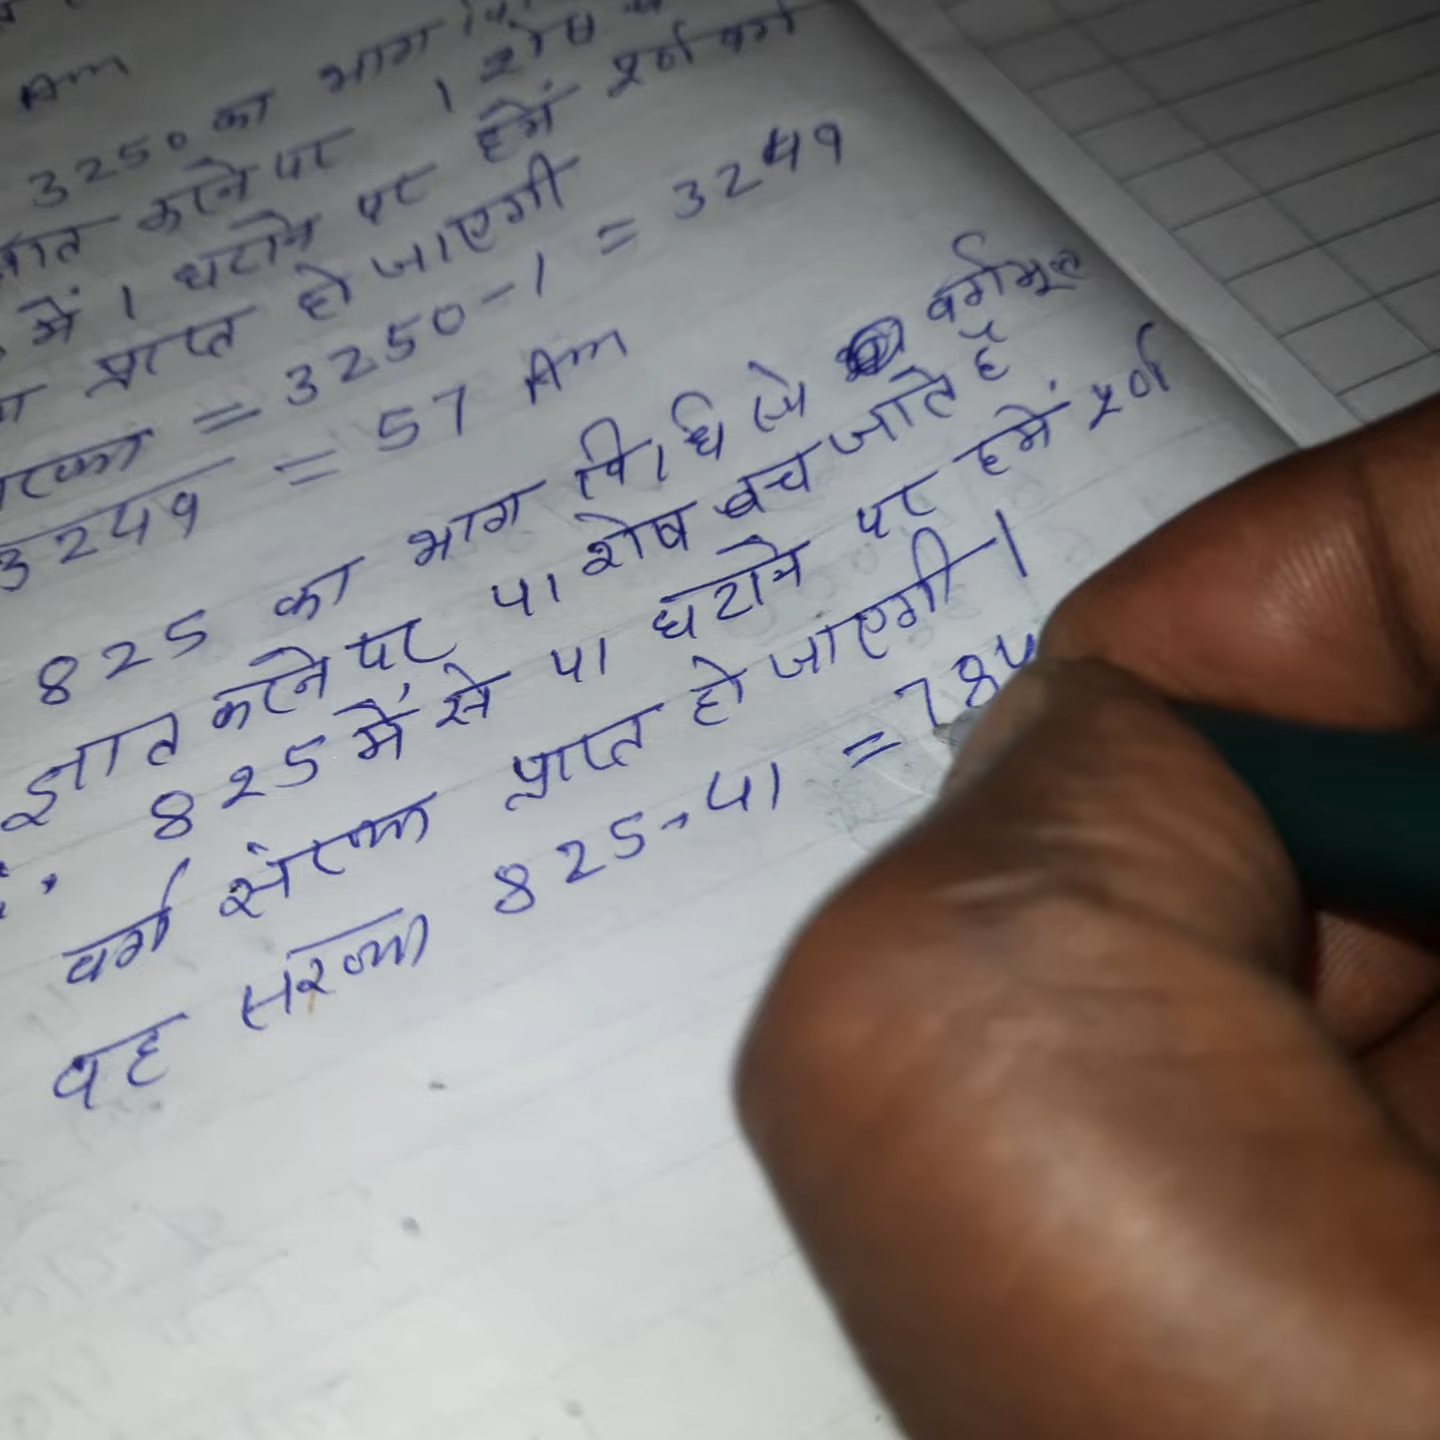 Am
3250 का भाग
ज्ञात करने पर 1 शेष
में 1 घटाने पर हमें पूर्ण वर्ग
प्राप्त हो जाएगी
= 3250-1 = 3249
3249 = 57 Am
825 का भाग विधि से वर्गमूल
ज्ञात करने पर 41 शेष बच जाते हैं
825 में से 41 घटाने पर हमें पूर्ण
वर्ग संख्या प्राप्त हो जाएगी।
वह संख्या 825-41 = 784